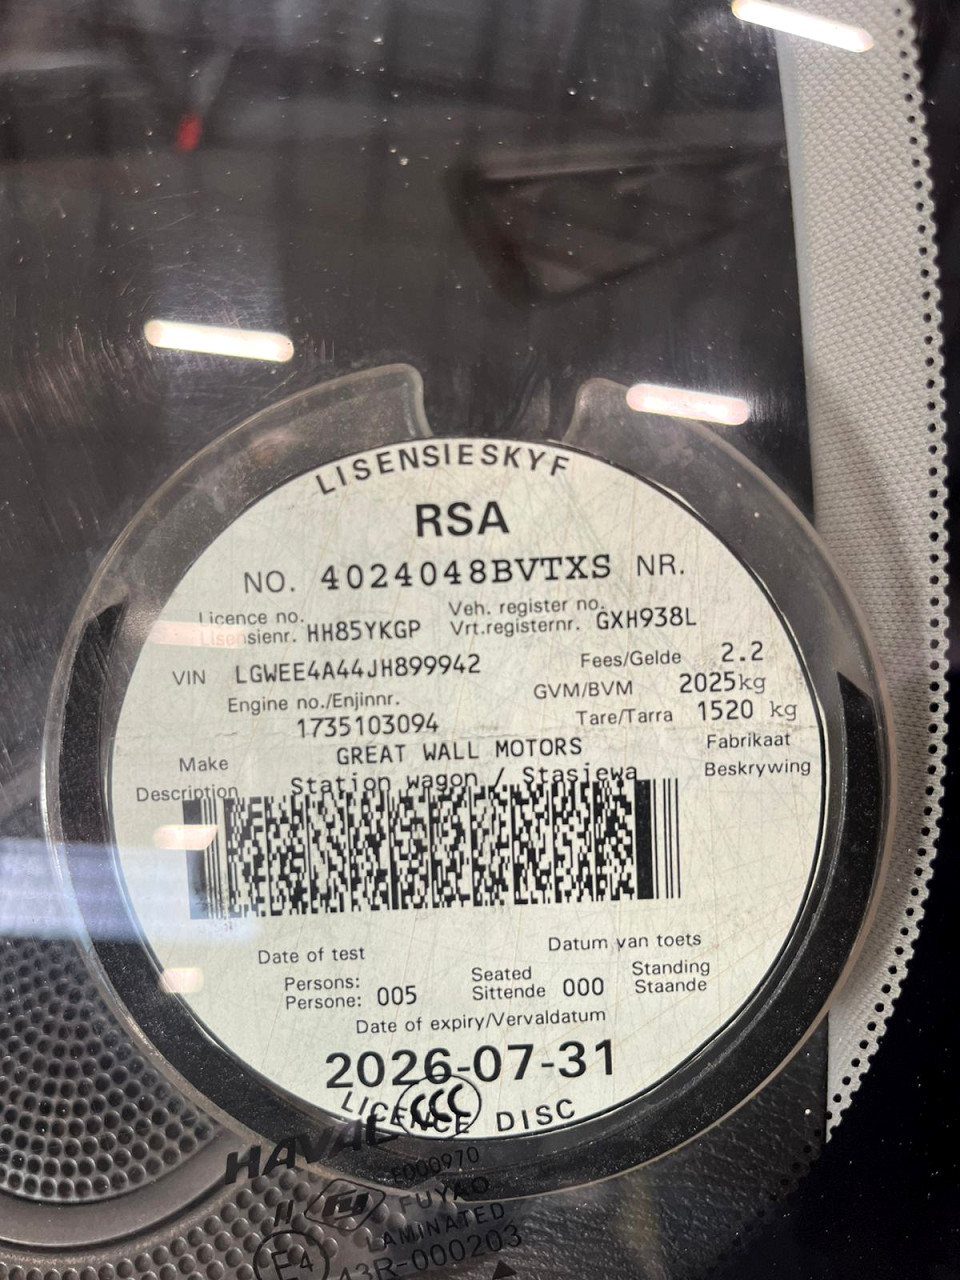 LISENSIESKYF
RSA
NO. 4024048BVTXS NR.
Licence no. Veh. register no.
Lisensienr. HH85YKGP Vrt.registernr. GXH938L
VIN LGWEE4A44JH899942 Fees/Gelde 2.2
Engine no./Enjinnr. GVM/BVM 2025kg
1735103094 Tare/Tarra 1520 kg
Make GREAT WALL MOTORS Fabrikaat
Description Station wagon / Stasiewa Beskrywing
Date of test Datum van toets
Persons: Seated Standing
Persone: 005 Sittende 000 Staande
Date of expiry/Vervaldatum
2026-07-31
LICENCE DISC
CCC
HAVAL
E000970
II FY FUYAO
LAMINATED
E4 43R-000203